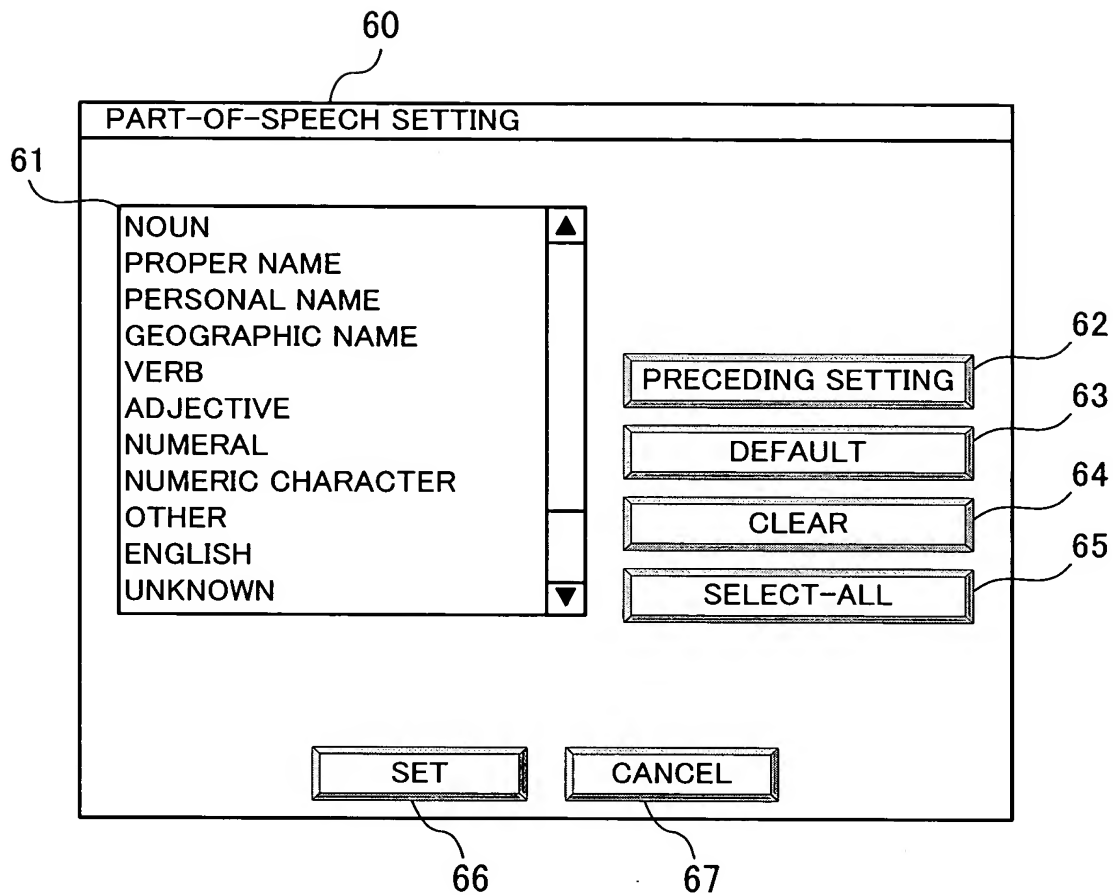 60
PART-OF-SPEECH SETTING
61
NOUN
PROPER NAME
PERSONAL NAME
GEOGRAPHIC NAME
VERB
ADJECTIVE
NUMERAL
NUMERIC CHARACTER
OTHER
ENGLISH
UNKNOWN
62
PRECEDING SETTING
63
DEFAULT
64
CLEAR
65
SELECT-ALL
SET
CANCEL
66
67